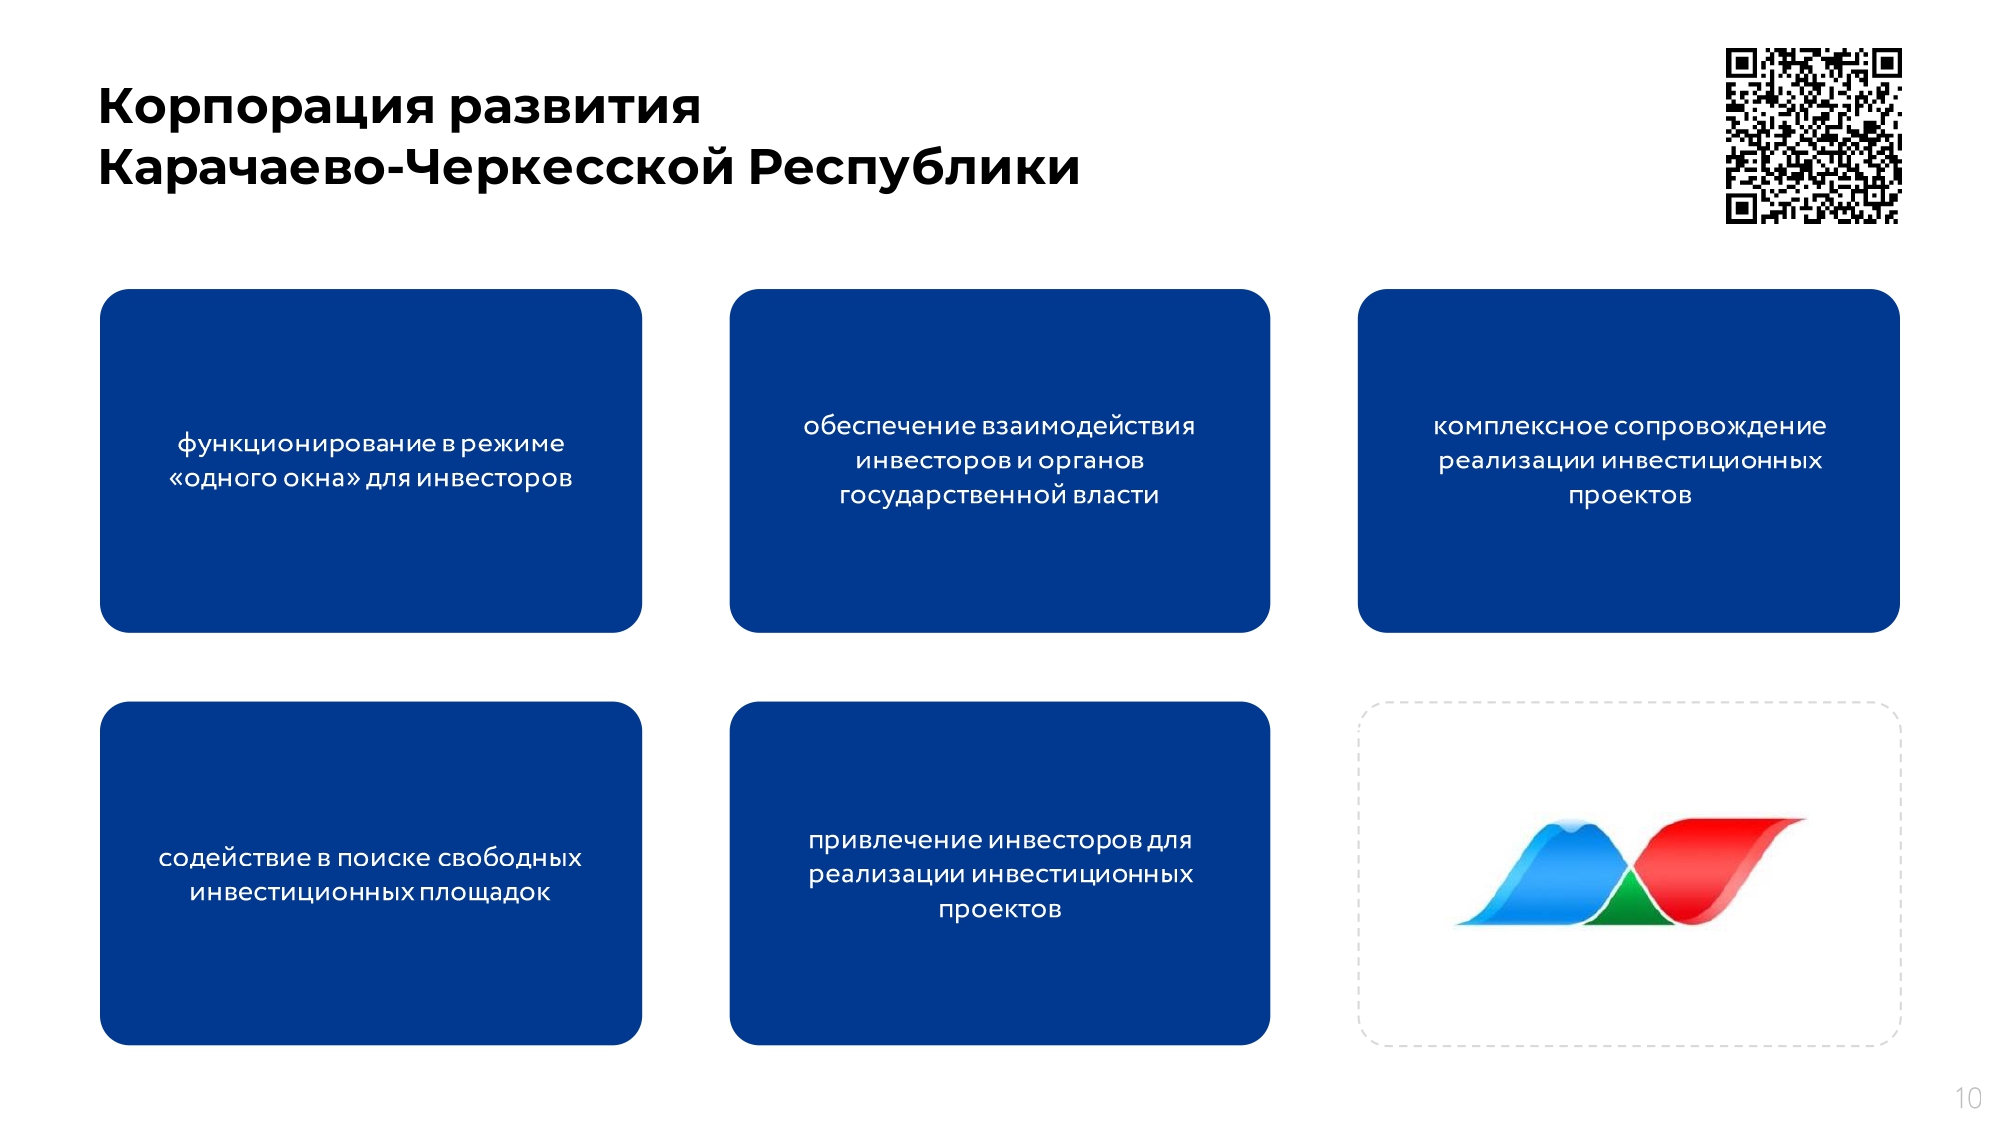 Корпорация развития
Карачаево-Черкесской Республики
функционирование в режиме
«одного окна» для инвесторов
обеспечение взаимодействия
инвесторов и органов
государственной власти
комплексное сопровождение
реализации инвестиционных
проектов
содействие в поиске свободных
инвестиционных площадок
привлечение инвесторов для
реализации инвестиционных
проектов
10